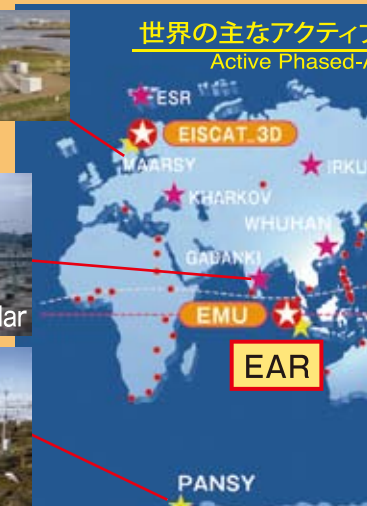 世界の主なアクティブ
Active Phased-A
ESR
EISCAT_3D
MAARSY
IRKU
KHARKOV
WHUHAN
GADANKI
lar
EMU
EAR
PANSY